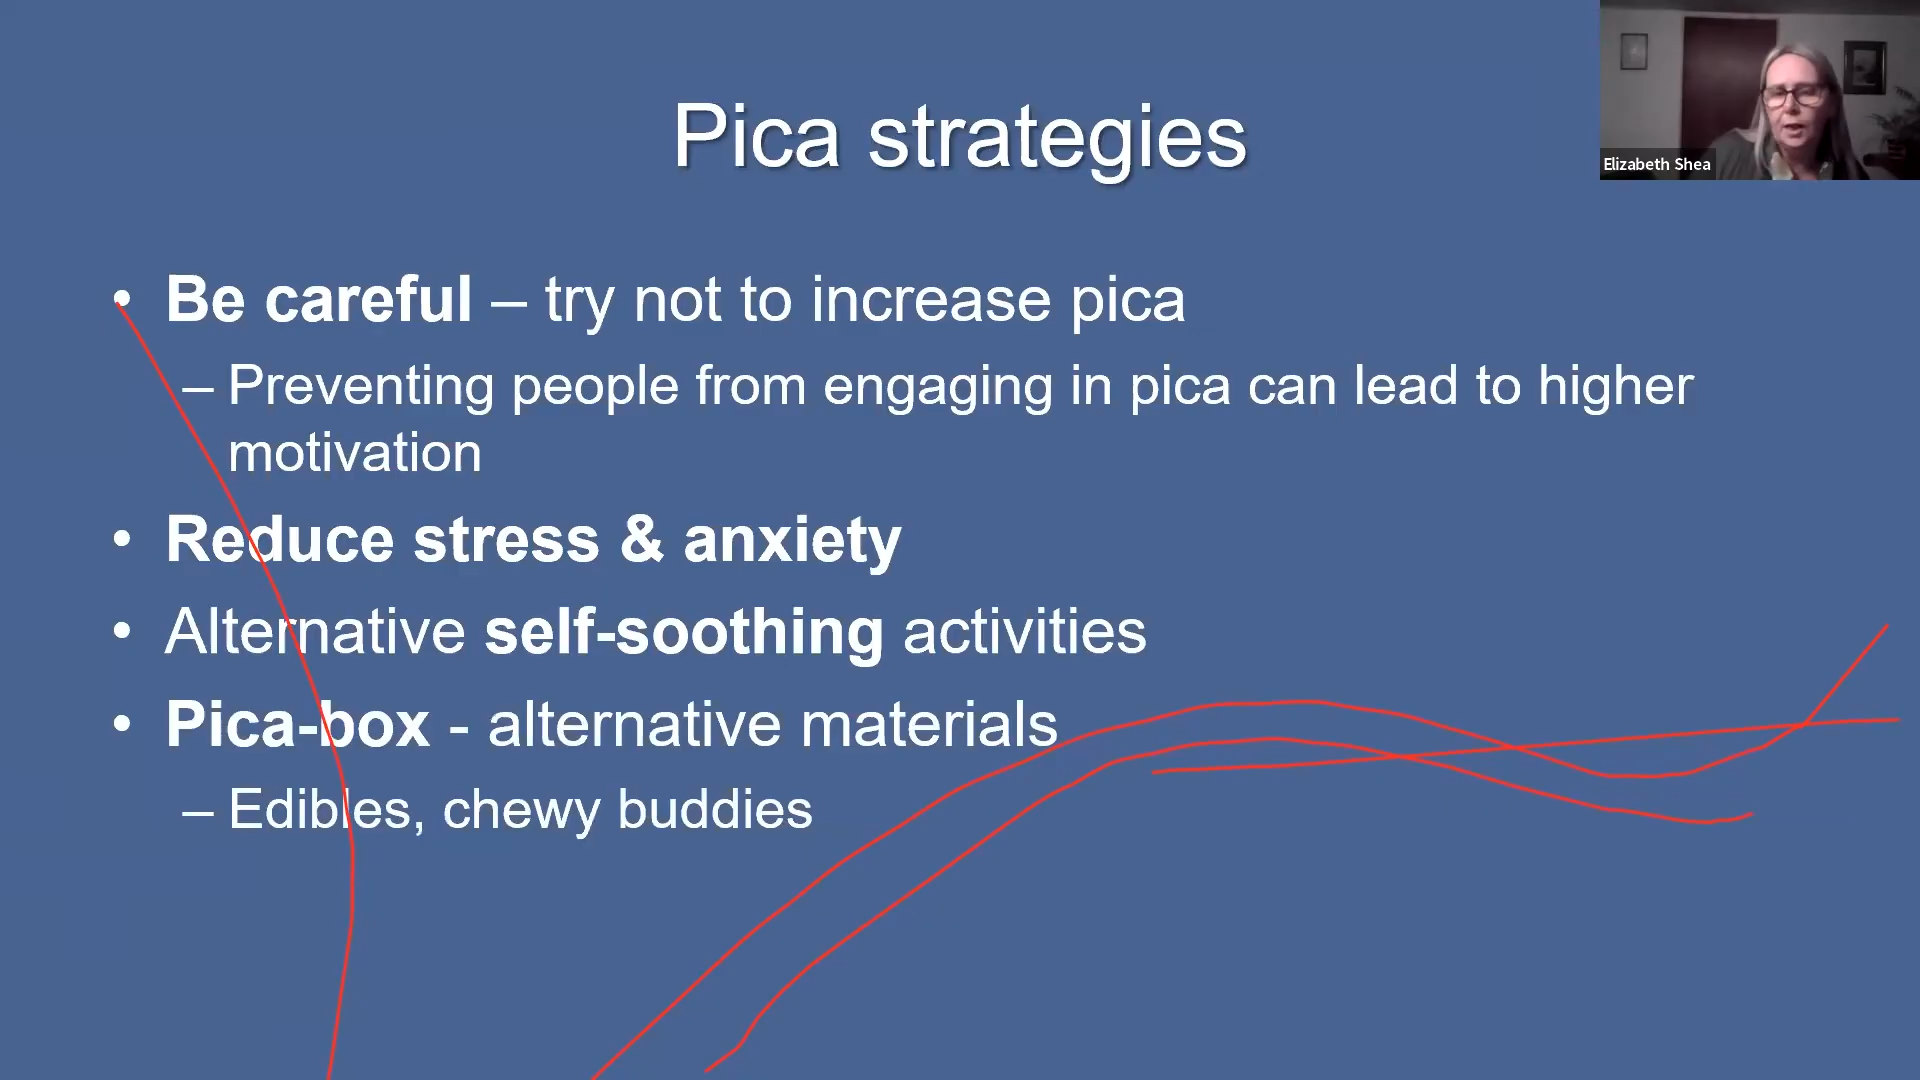 Pica strategies
Elizabeth Shea
• Be careful – try not to increase pica
– Preventing people from engaging in pica can lead to higher
motivation
• Reduce stress & anxiety
• Alternative self-soothing activities
• Pica-box - alternative materials
– Edibles, chewy buddies